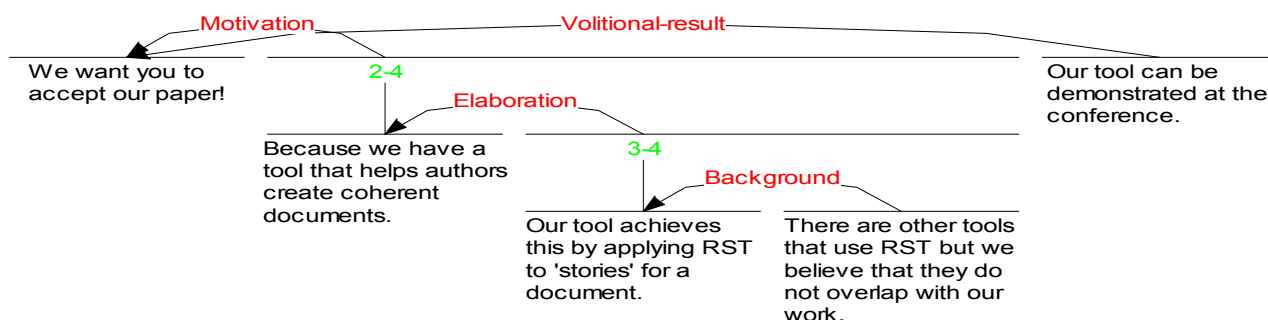 Motivation
Volitional-result
We want you to
accept our paper!
2-4
Our tool can be
demonstrated at the
conference.
Elaboration
Because we have a
tool that helps authors
create coherent
documents.
3-4
Background
Our tool achieves
this by applying RST
to 'stories' for a
document.
There are other tools
that use RST but we
believe that they do
not overlap with our
work.